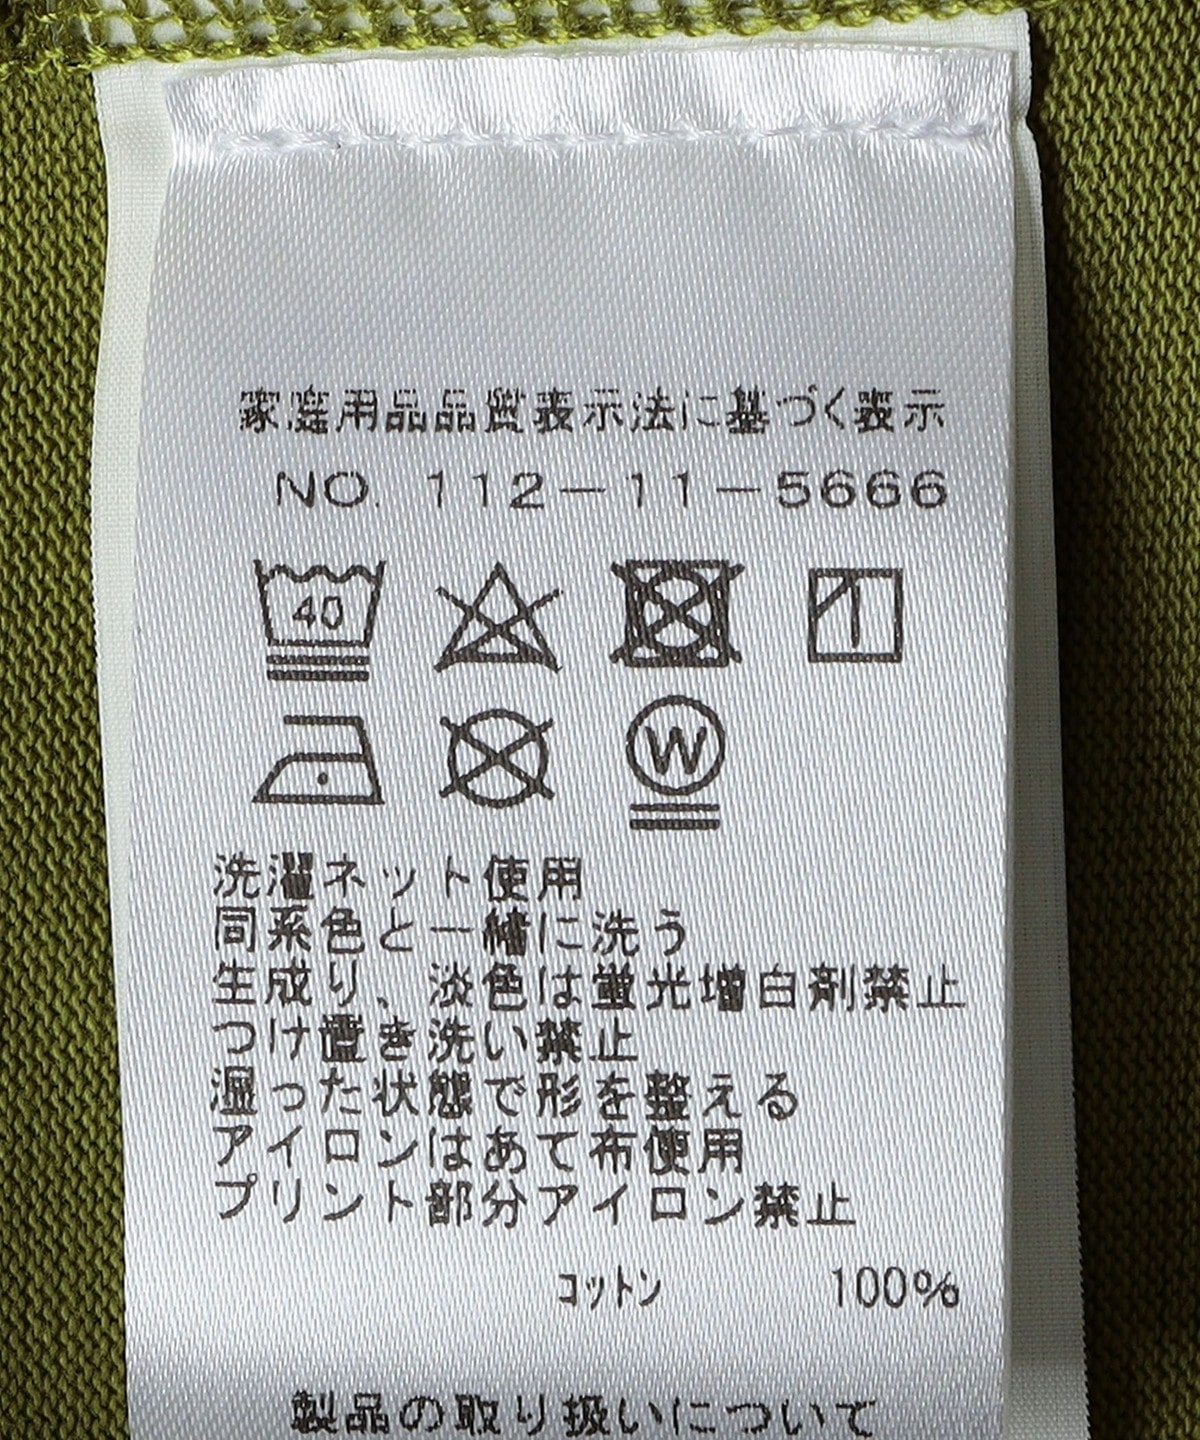 家庭用品品質表示法に基づく表示
NO. 112-11-5666
40
W
洗濯ネット使用
同系色と一緒に洗う
生成り、淡色は蛍光増白剤禁止
つけ置き洗い禁止
湿った状態で形を整える
アイロンはあて布使用
プリント部分アイロン禁止
コットン 100%
製品の取り扱いについて